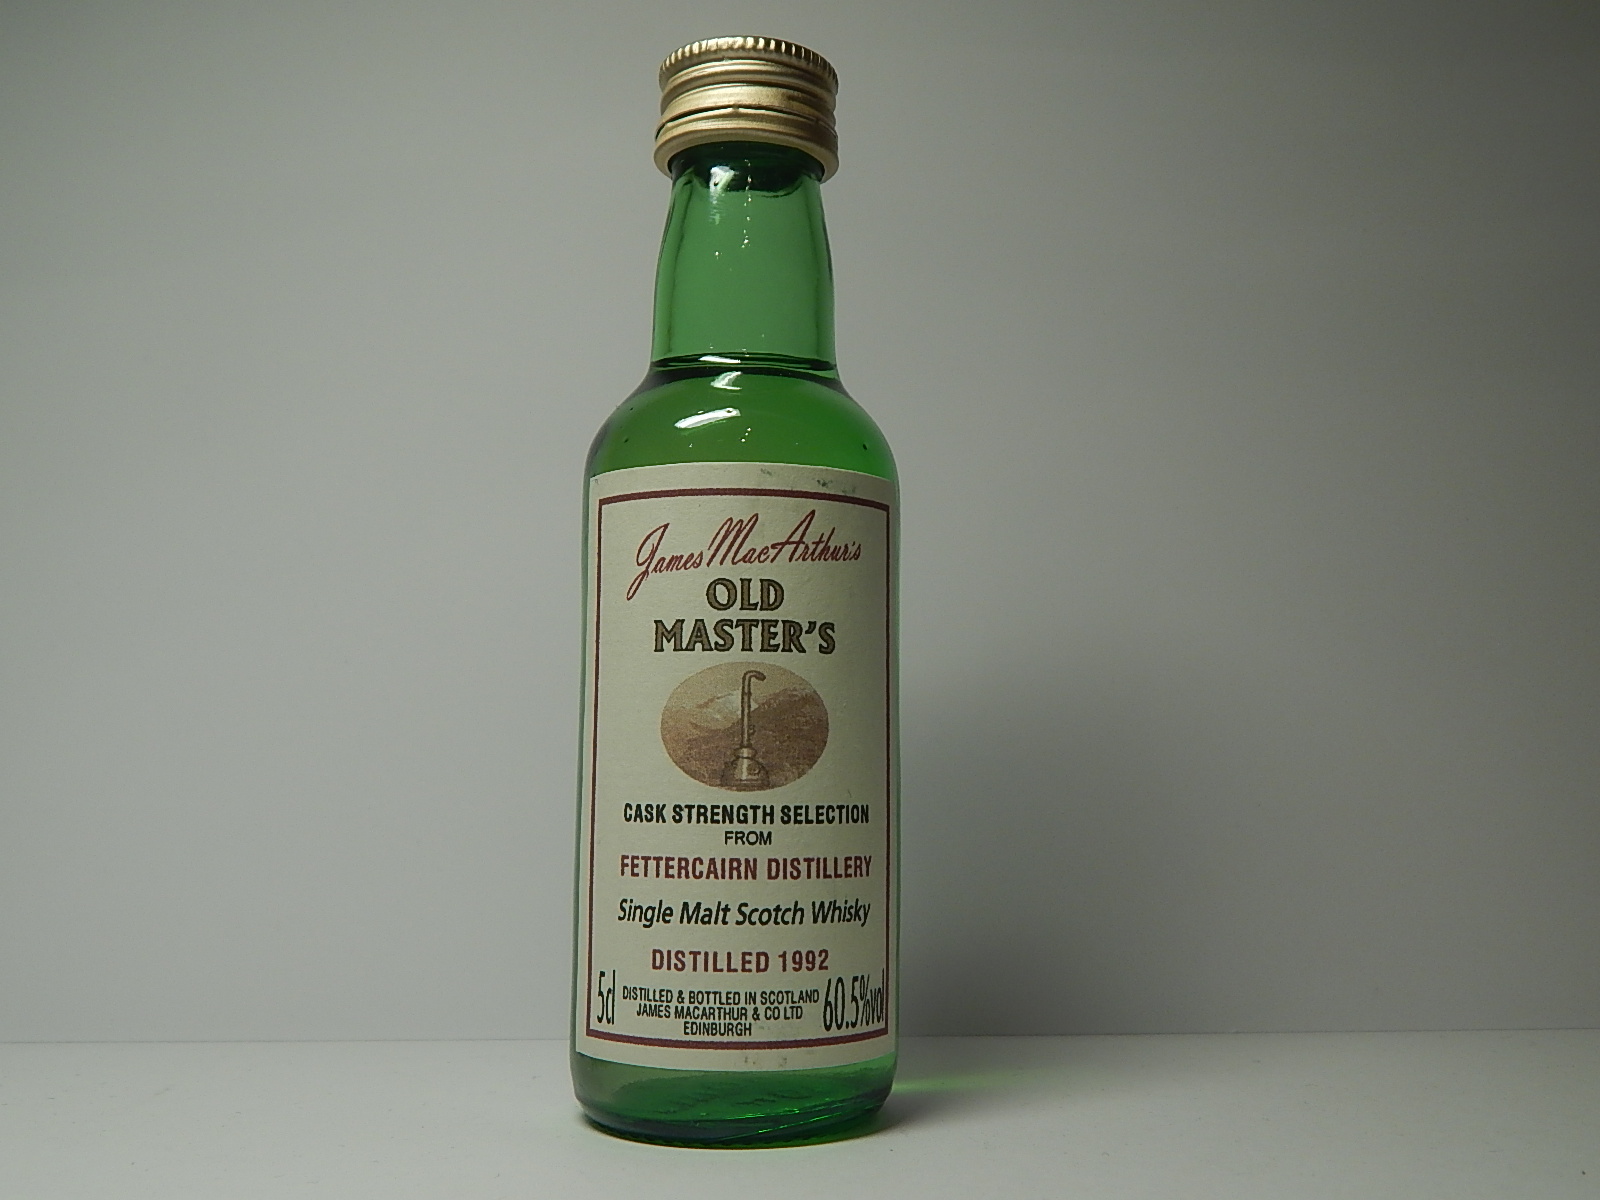 James MacArthur's
OLD
MASTER'S
CASK STRENGTH SELECTION
FROM
FETTERCAIRN DISTILLERY
Single Malt Scotch Whisky
DISTILLED 1992
5cl
DISTILLED & BOTTLED IN SCOTLAND
JAMES MACARTHUR & CO LTD
EDINBURGH
60.5%vol